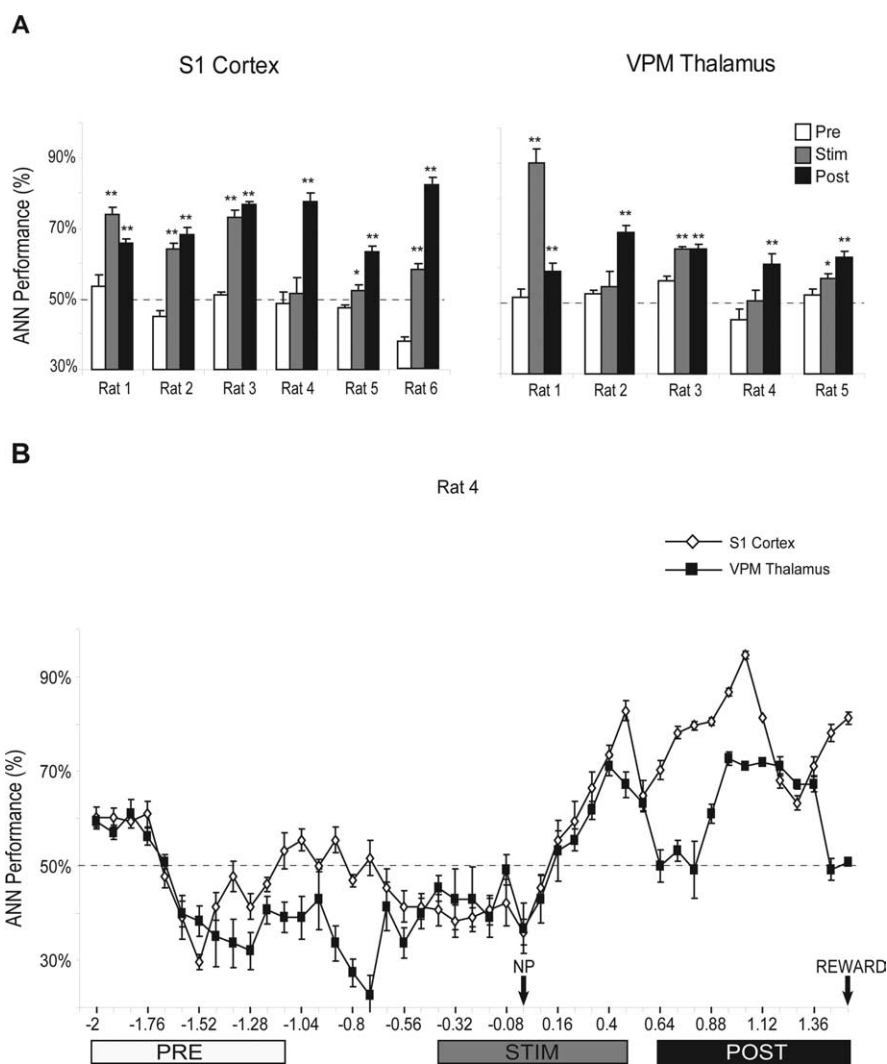 A
S1 Cortex
VPM Thalamus
Pre
Stim
Post
ANN Performance (%)
90%
70%
50%
30%
** ** ** ** ** ** ** * ** ** **
** ** ** ** ** ** * **
Rat 1 Rat 2 Rat 3 Rat 4 Rat 5 Rat 6
Rat 1 Rat 2 Rat 3 Rat 4 Rat 5
B
Rat 4
S1 Cortex
VPM Thalamus
ANN Performance (%)
90%
70%
50%
30%
NP
REWARD
-2 -1.76 -1.52 -1.28 -1.04 -0.8 -0.56 -0.32 -0.08 0.16 0.4 0.64 0.88 1.12 1.36
PRE STIM POST